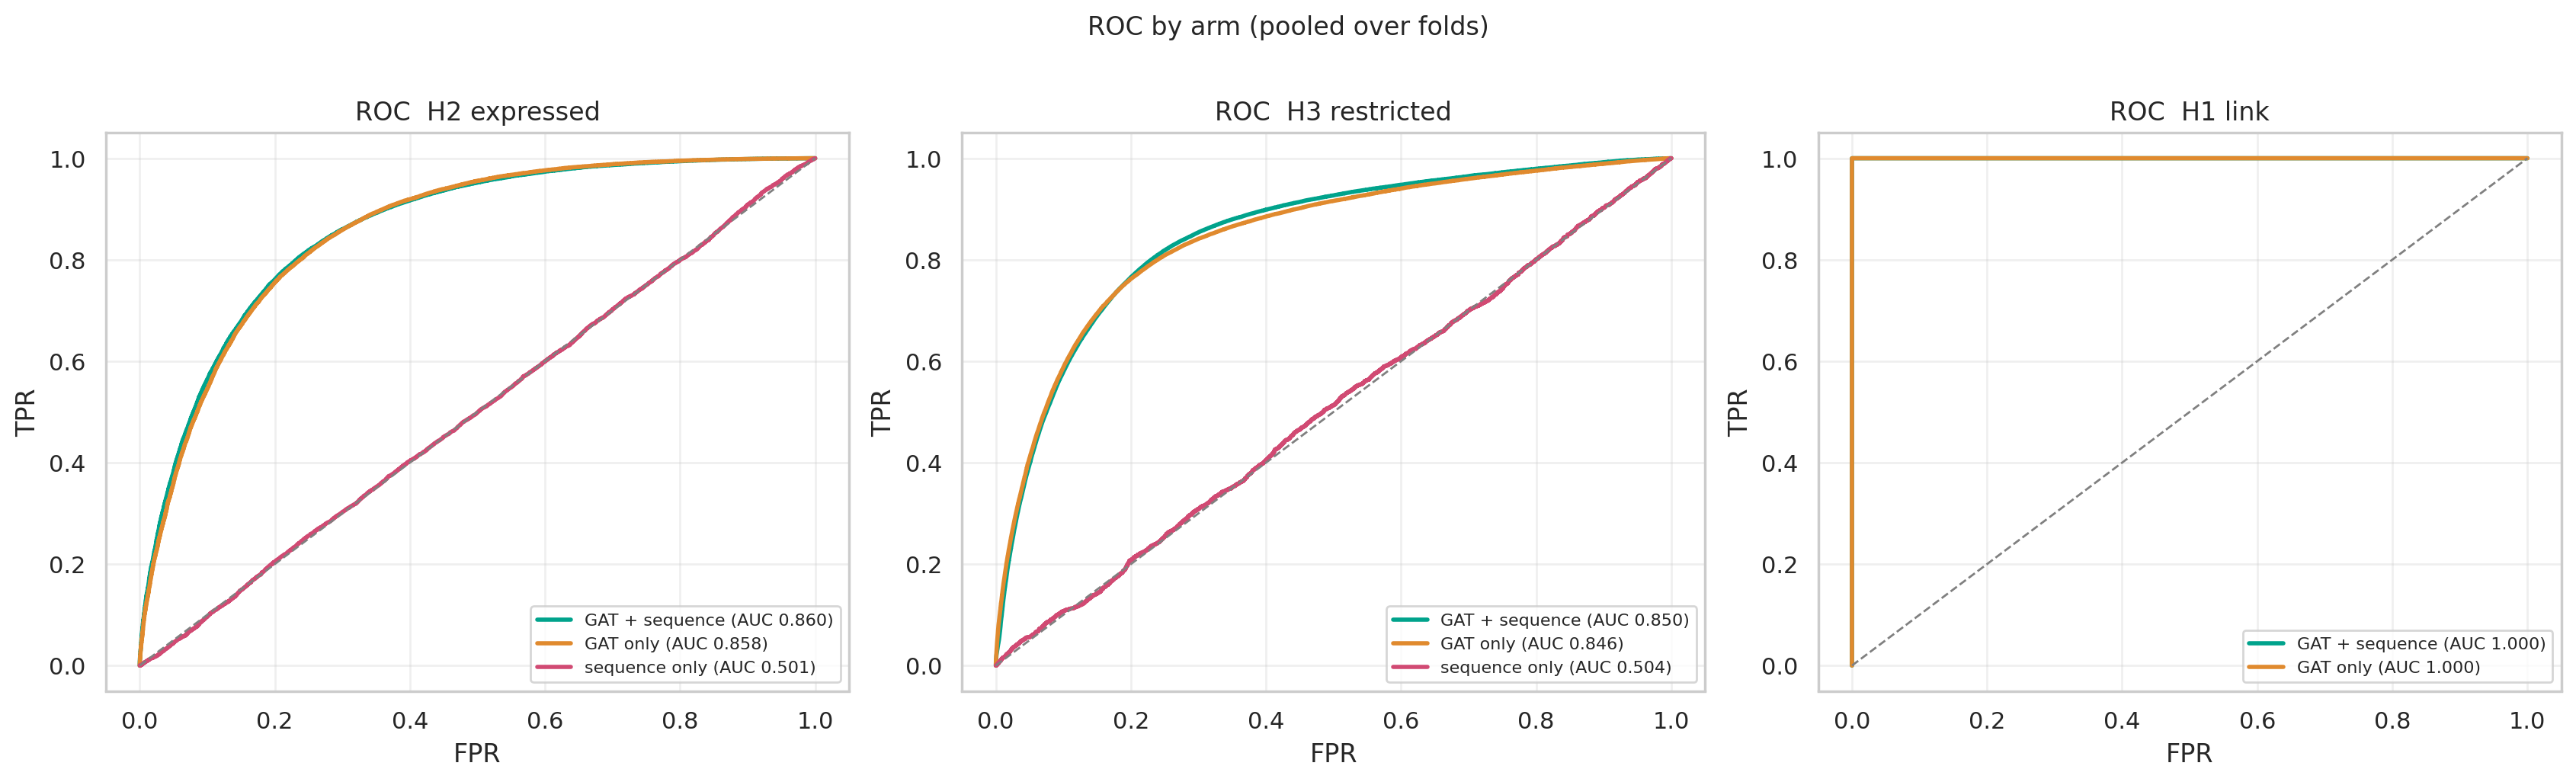 ROC by arm (pooled over folds)
ROC  H2 expressed
1.0
0.8
0.6
0.4
0.2
0.0
TPR
0.0 0.2 0.4 0.6 0.8 1.0
FPR
GAT + sequence (AUC 0.860)
GAT only (AUC 0.858)
sequence only (AUC 0.501)
ROC  H3 restricted
1.0
0.8
0.6
0.4
0.2
0.0
TPR
0.0 0.2 0.4 0.6 0.8 1.0
FPR
GAT + sequence (AUC 0.850)
GAT only (AUC 0.846)
sequence only (AUC 0.504)
ROC  H1 link
1.0
0.8
0.6
0.4
0.2
0.0
TPR
0.0 0.2 0.4 0.6 0.8 1.0
FPR
GAT + sequence (AUC 1.000)
GAT only (AUC 1.000)